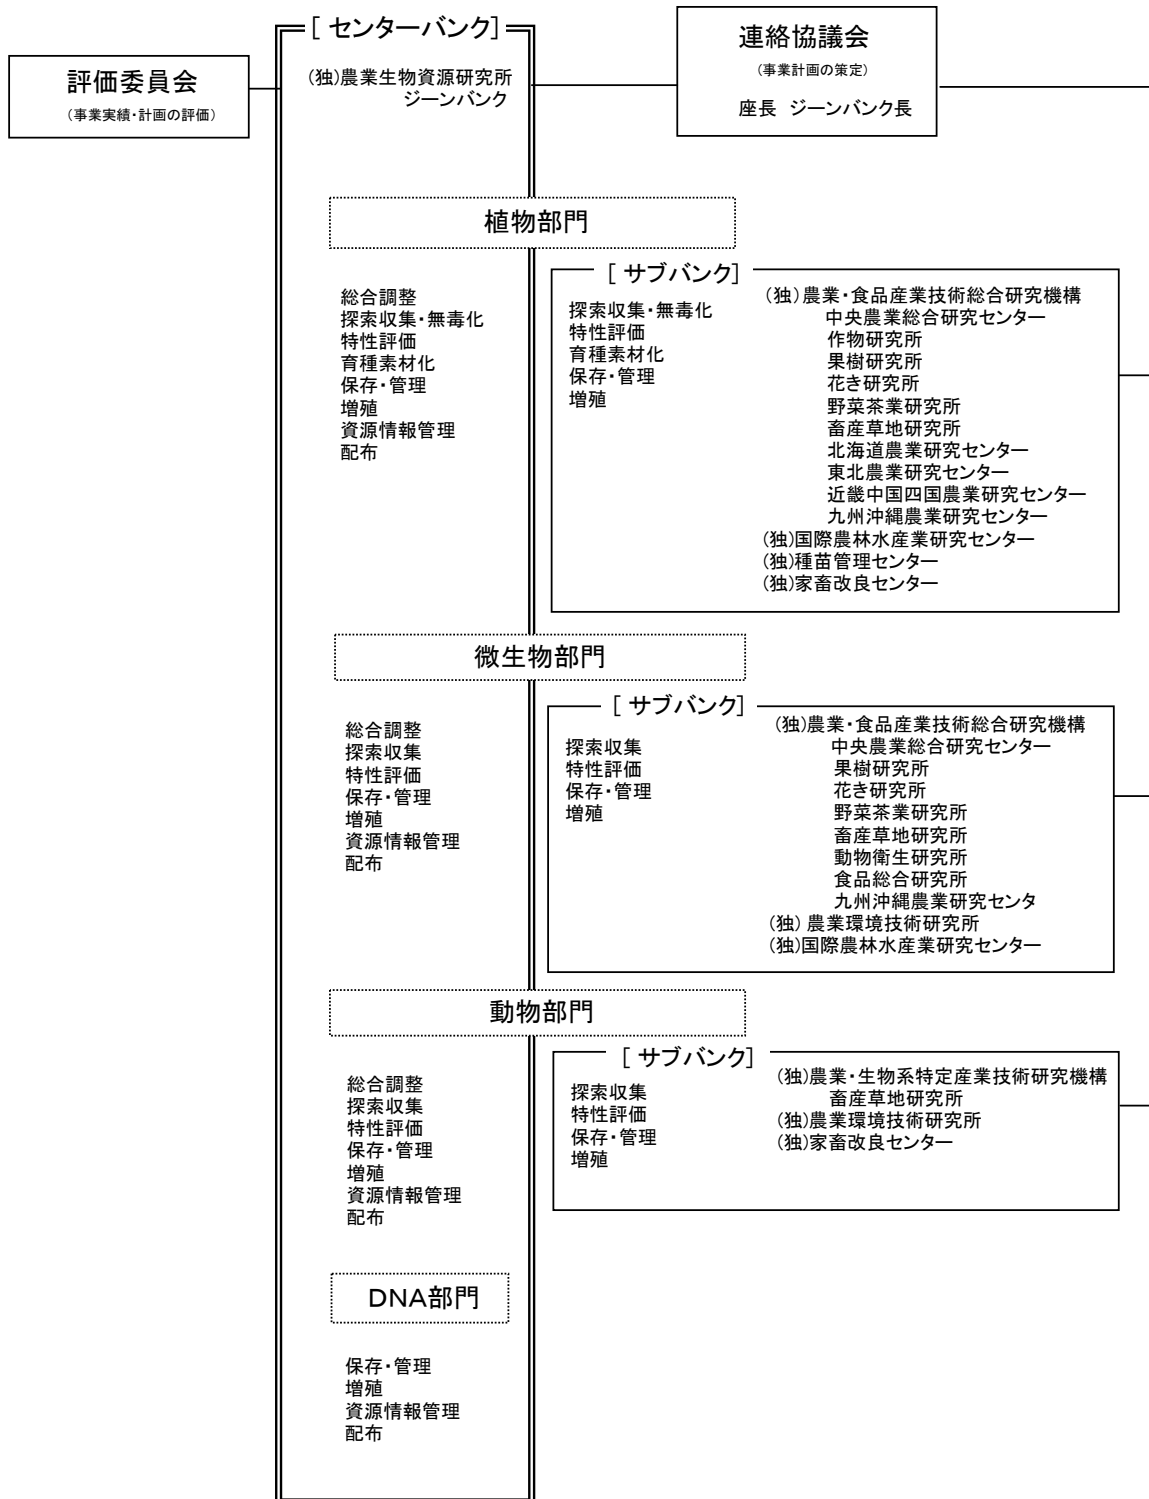 [ センターバンク]
評価委員会
(事業実績・計画の評価)
(独)農業生物資源研究所
ジーンバンク
連絡協議会
(事業計画の策定)
座長 ジーンバンク長
植物部門
総合調整
探索収集・無毒化
特性評価
育種素材化
保存・管理
増殖
資源情報管理
配布
[ サブバンク]
探索収集・無毒化
特性評価
育種素材化
保存・管理
増殖
(独)農業・食品産業技術総合研究機構
中央農業総合研究センター
作物研究所
果樹研究所
花き研究所
野菜茶業研究所
畜産草地研究所
北海道農業研究センター
東北農業研究センター
近畿中国四国農業研究センター
九州沖縄農業研究センター
(独)国際農林水産業研究センター
(独)種苗管理センター
(独)家畜改良センター
微生物部門
総合調整
探索収集
特性評価
保存・管理
増殖
資源情報管理
配布
[ サブバンク]
探索収集
特性評価
保存・管理
増殖
(独)農業・食品産業技術総合研究機構
中央農業総合研究センター
果樹研究所
花き研究所
野菜茶業研究所
畜産草地研究所
動物衛生研究所
食品総合研究所
九州沖縄農業研究センタ
(独) 農業環境技術研究所
(独)国際農林水産業研究センター
動物部門
総合調整
探索収集
特性評価
保存・管理
増殖
資源情報管理
配布
[ サブバンク]
探索収集
特性評価
保存・管理
増殖
(独)農業・生物系特定産業技術研究機構
畜産草地研究所
(独)農業環境技術研究所
(独)家畜改良センター
DNA部門
保存・管理
増殖
資源情報管理
配布